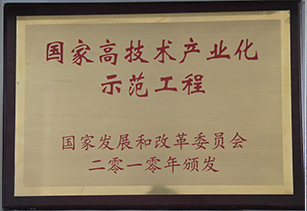 国家高技术产业化
示范工程
国家发展和改革委员会
二零一零年颁发